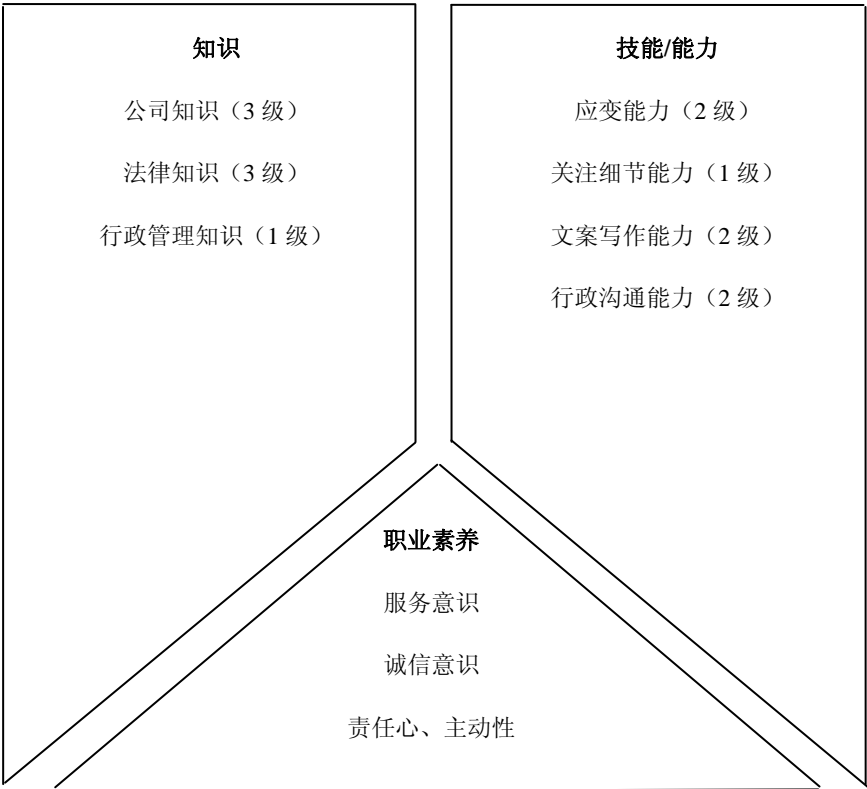 知识
公司知识（3 级）
法律知识（3 级）
行政管理知识（1 级）
技能/能力
应变能力（2 级）
关注细节能力（1 级）
文案写作能力（2 级）
行政沟通能力（2 级）
职业素养
服务意识
诚信意识
责任心、主动性